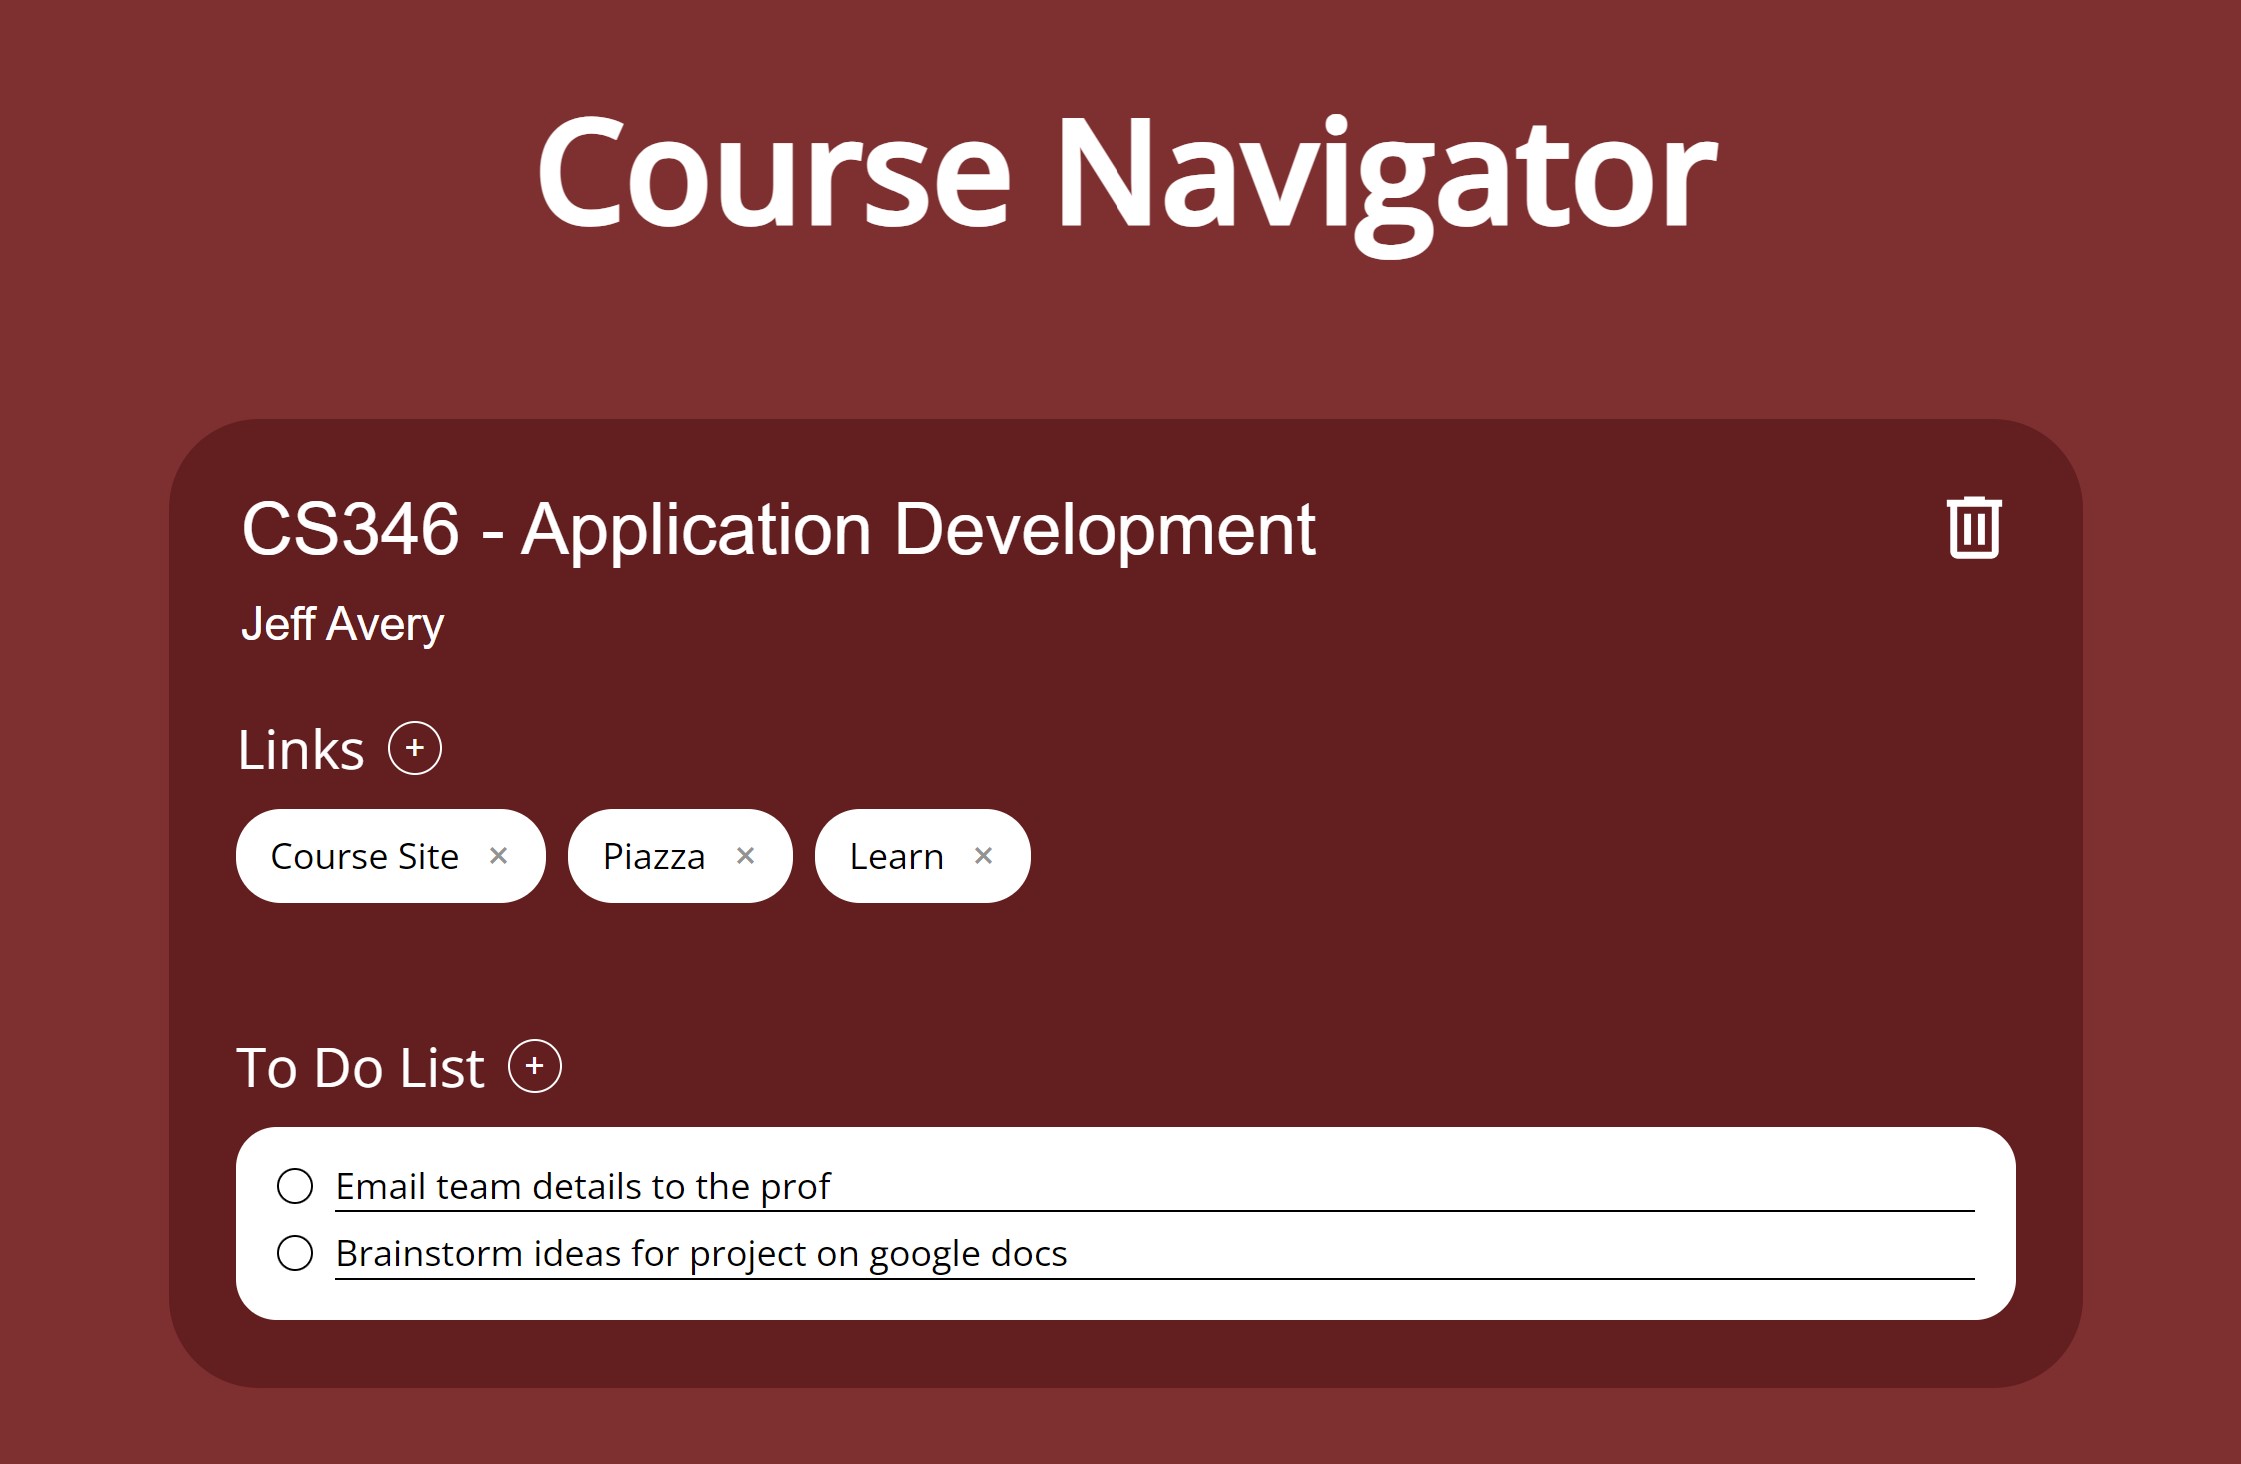 Course Navigator
CS346 - Application Development
Jeff Avery
Links +
Course Site × Piazza × Learn ×
To Do List +
Email team details to the prof
Brainstorm ideas for project on google docs